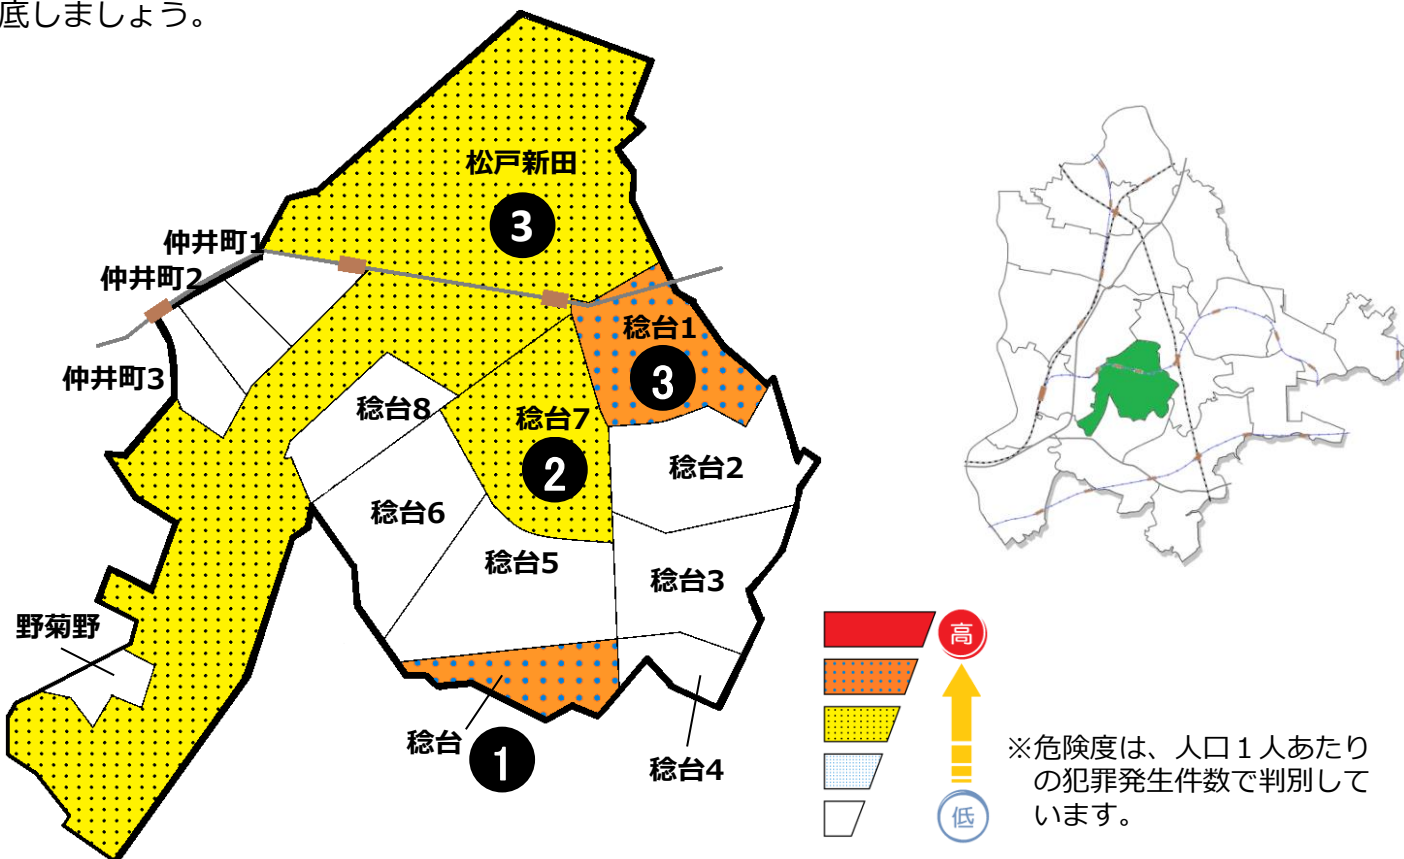 底しましょう。
松戸新田
3
仲井町1
仲井町2
仲井町3
稔台1
3
稔台8
稔台7
2
稔台2
稔台6
稔台5
稔台3
野菊野
稔台
1
稔台4
高
低
※危険度は、人口１人あたり
の犯罪発生件数で判別して
います。